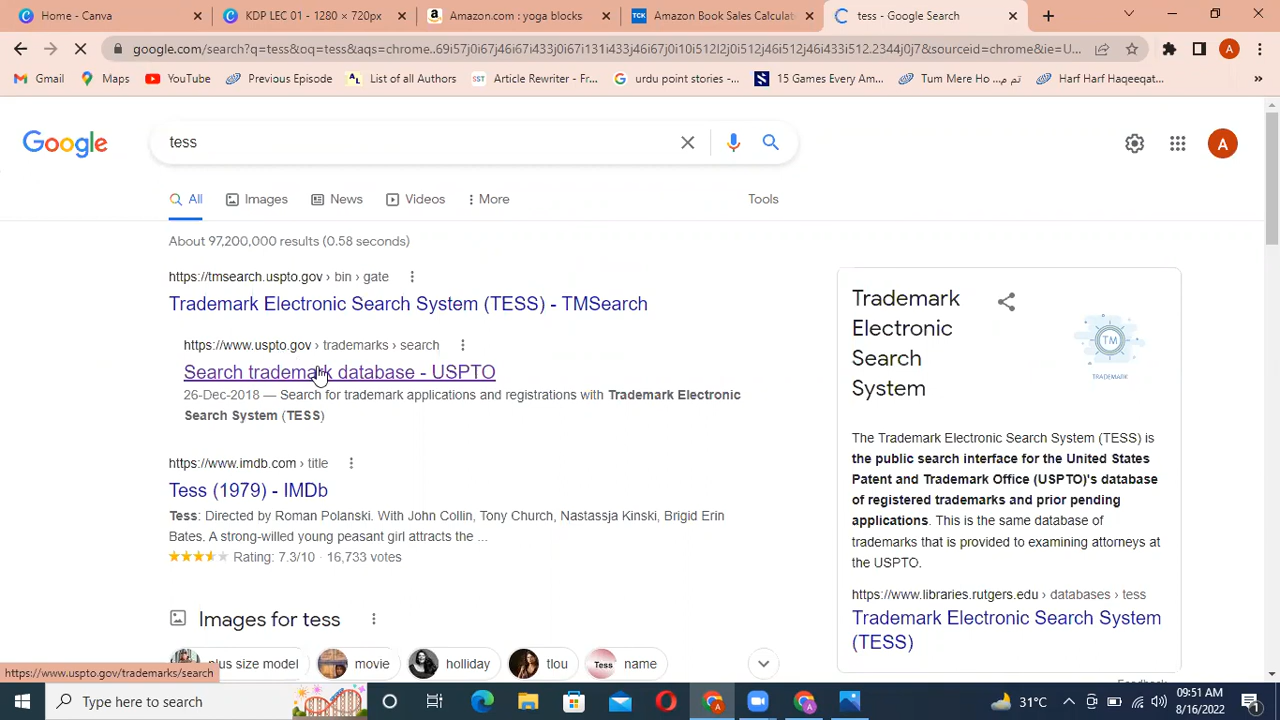 Home - Canva
KDP LEC 01 - 1280 × 720px
Amazon.com : yoga blocks
TCK
Amazon Book Sales Calculat
tess - Google Search
google.com/search?q=tess&oq=tess&aqs=chrome..69i57j0i67j46i67i433j0i67i131i433j46i67j0i10i512l2j0i512j46i512j46i433i512.2344j0j7&sourceid=chrome&ie=U...
A
Gmail
Maps
YouTube
Previous Episode
List of all Authors
SST
Article Rewriter - Fr...
urdu point stories -...
15 Games Every Am...
Tum Mere Ho ...تم م
Harf Harf Haqeeqat...
»
Google
tess
A
All
Images
News
Videos
More
Tools
About 97,200,000 results (0.58 seconds)
https://tmsearch.uspto.gov › bin › gate
Trademark Electronic Search System (TESS) - TMSearch
https://www.uspto.gov › trademarks › search
Search trademark database - USPTO
26-Dec-2018 — Search for trademark applications and registrations with Trademark Electronic
Search System (TESS)
https://www.imdb.com › title
Tess (1979) - IMDb
Tess: Directed by Roman Polanski. With John Collin, Tony Church, Nastassja Kinski, Brigid Erin
Bates. A strong-willed young peasant girl attracts the ...
Rating: 7.3/10 · 16,733 votes
Images for tess
plus size model
movie
holliday
tlou
Tess
name
Trademark
Electronic
Search
System
TM
TRADEMARK
The Trademark Electronic Search System (TESS) is
the public search interface for the United States
Patent and Trademark Office (USPTO)'s database
of registered trademarks and prior pending
applications. This is the same database of
trademarks that is provided to examining attorneys at
the USPTO.
https://www.libraries.rutgers.edu › databases › tess
Trademark Electronic Search System
(TESS)
Feedback
https://www.uspto.gov/trademarks/search
Type here to search
31°C
09:51 AM
8/16/2022
1